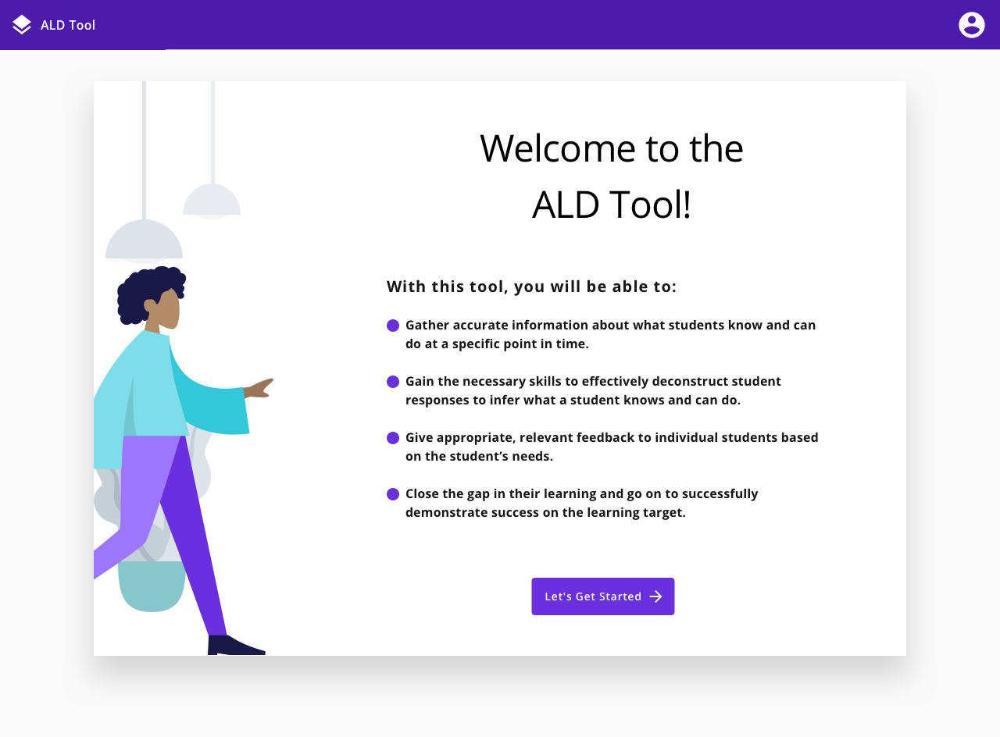 ALD Tool
Welcome to the
ALD Tool!
With this tool, you will be able to:
Gather accurate information about what students know and can
do at a specific point in time.
Gain the necessary skills to effectively deconstruct student
responses to infer what a student knows and can do.
Give appropriate, relevant feedback to individual students based
on the student’s needs.
Close the gap in their learning and go on to successfully
demonstrate success on the learning target.
Let's Get Started